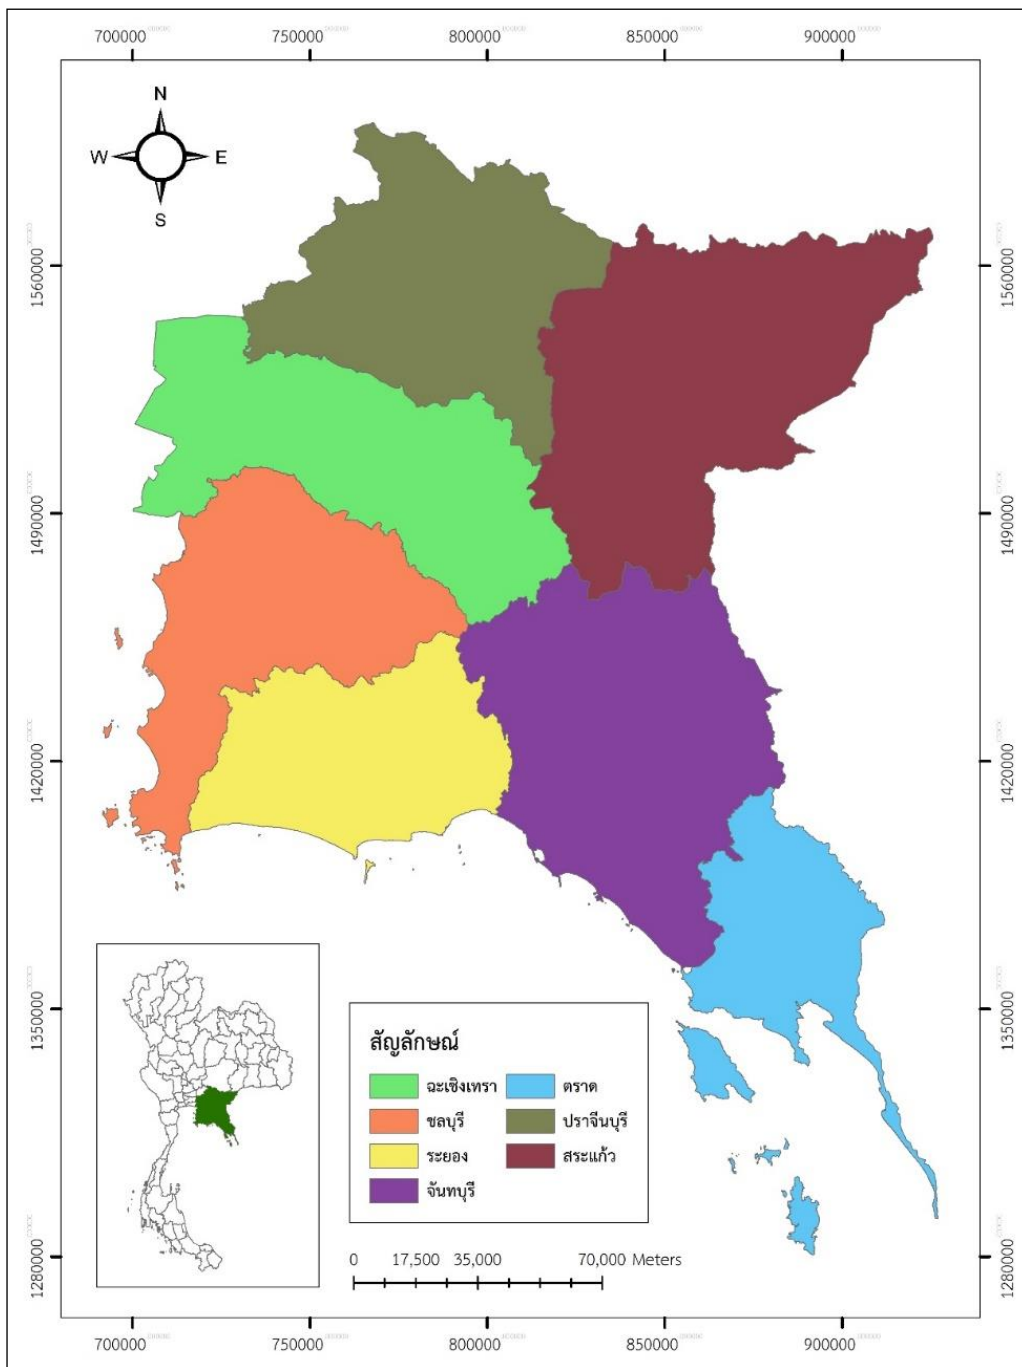 700000 750000 800000 850000 900000
N
W E
S
1560000 1560000
1490000 1490000
1420000 1420000
1350000 1350000
1280000 1280000
สัญลักษณ์
ฉะเชิงเทรา ตราด
ชลบุรี ปราจีนบุรี
ระยอง สระแก้ว
จันทบุรี
0 17,500 35,000 70,000 Meters
700000 750000 800000 850000 900000